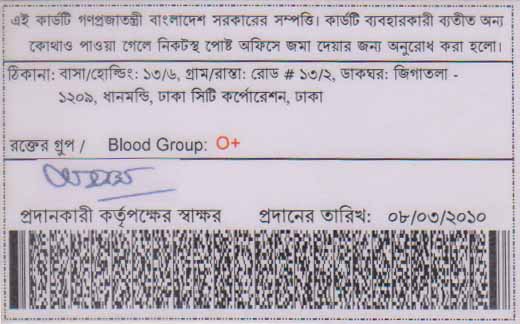 এই কার্ডটি গণপ্রজাতন্ত্রী বাংলাদেশ সরকারের সম্পত্তি। কার্ডটি ব্যবহারকারী ব্যতীত অন্য
কোথাও পাওয়া গেলে নিকটস্থ পোষ্ট অফিসে জমা দেয়ার জন্য অনুরোধ করা হলো।
ঠিকানা: বাসা/হোল্ডিং: ১৩/৬, গ্রাম/রাস্তা: রোড # ১৩/২, ডাকঘর: জিগাতলা -
১২০৯, ধানমন্ডি, ঢাকা সিটি কর্পোরেশন, ঢাকা
রক্তের গ্রুপ / Blood Group: O+
প্রদানকারী কর্তৃপক্ষের স্বাক্ষর প্রদানের তারিখ: ০৮/০৩/২০১০